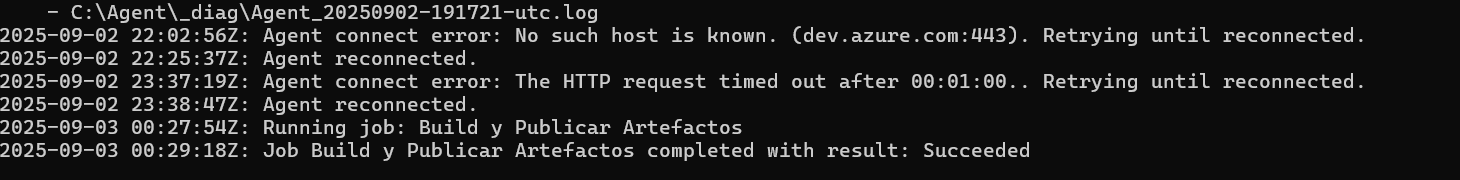 - C:\Agent\_diag\Agent_20250902-191721-utc.log
2025-09-02 22:02:56Z: Agent connect error: No such host is known. (dev.azure.com:443). Retrying until reconnected.
2025-09-02 22:25:37Z: Agent reconnected.
2025-09-02 23:37:19Z: Agent connect error: The HTTP request timed out after 00:01:00.. Retrying until reconnected.
2025-09-02 23:38:47Z: Agent reconnected.
2025-09-03 00:27:54Z: Running job: Build y Publicar Artefactos
2025-09-03 00:29:18Z: Job Build y Publicar Artefactos completed with result: Succeeded